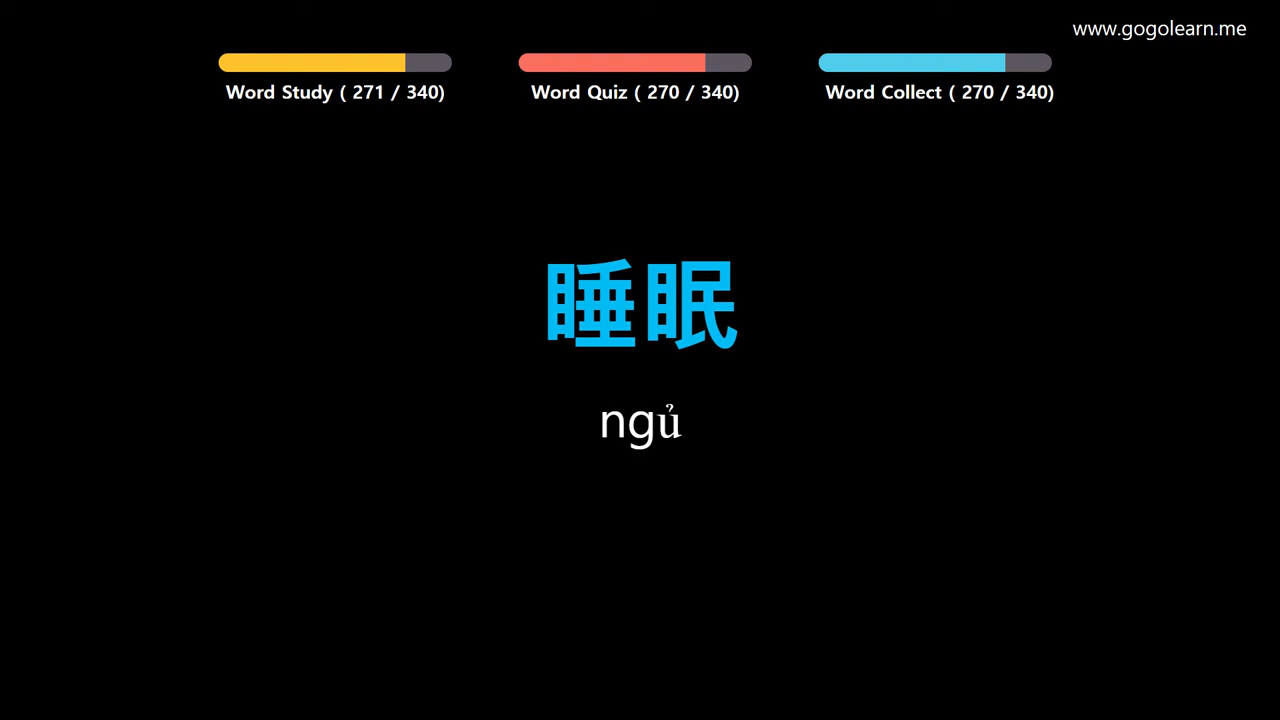 www.gogolearn.me
Word Study ( 271 / 340)
Word Quiz ( 270 / 340)
Word Collect ( 270 / 340)
睡眠
ngủ